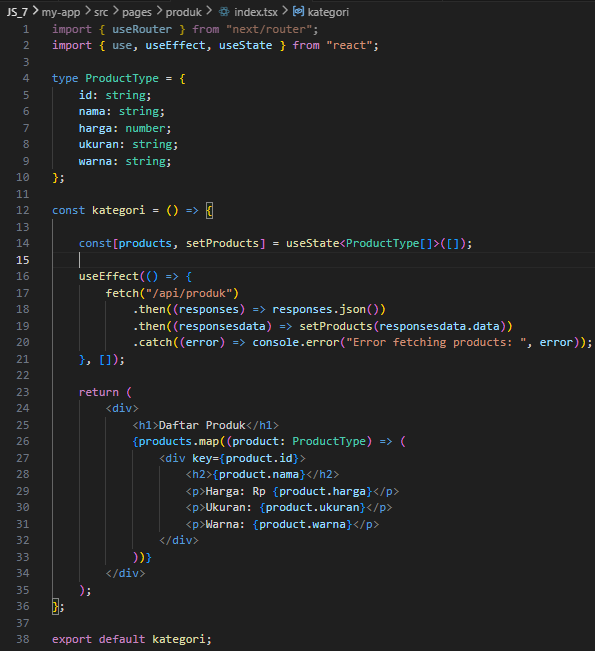 JS_7 > my-app > src > pages > produk > index.tsx > kategori
1 import { useRouter } from "next/router";
2 import { use, useEffect, useState } from "react";
3
4 type ProductType = {
5     id: string;
6     nama: string;
7     harga: number;
8     ukuran: string;
9     warna: string;
10 };
11
12 const kategori = () => {
13
14     const[products, setProducts] = useState<ProductType[]>([]);
15
16     useEffect(() => {
17         fetch("/api/produk")
18             .then((responses) => responses.json())
19             .then((responsesdata) => setProducts(responsesdata.data))
20             .catch((error) => console.error("Error fetching products: ", error));
21     }, []);
22
23     return (
24         <div>
25             <h1>Daftar Produk</h1>
26             {products.map((product: ProductType) => (
27                 <div key={product.id}>
28                     <h2>{product.nama}</h2>
29                     <p>Harga: Rp {product.harga}</p>
30                     <p>Ukuran: {product.ukuran}</p>
31                     <p>Warna: {product.warna}</p>
32                 </div>
33             ))}
34         </div>
35     );
36 };
37
38 export default kategori;